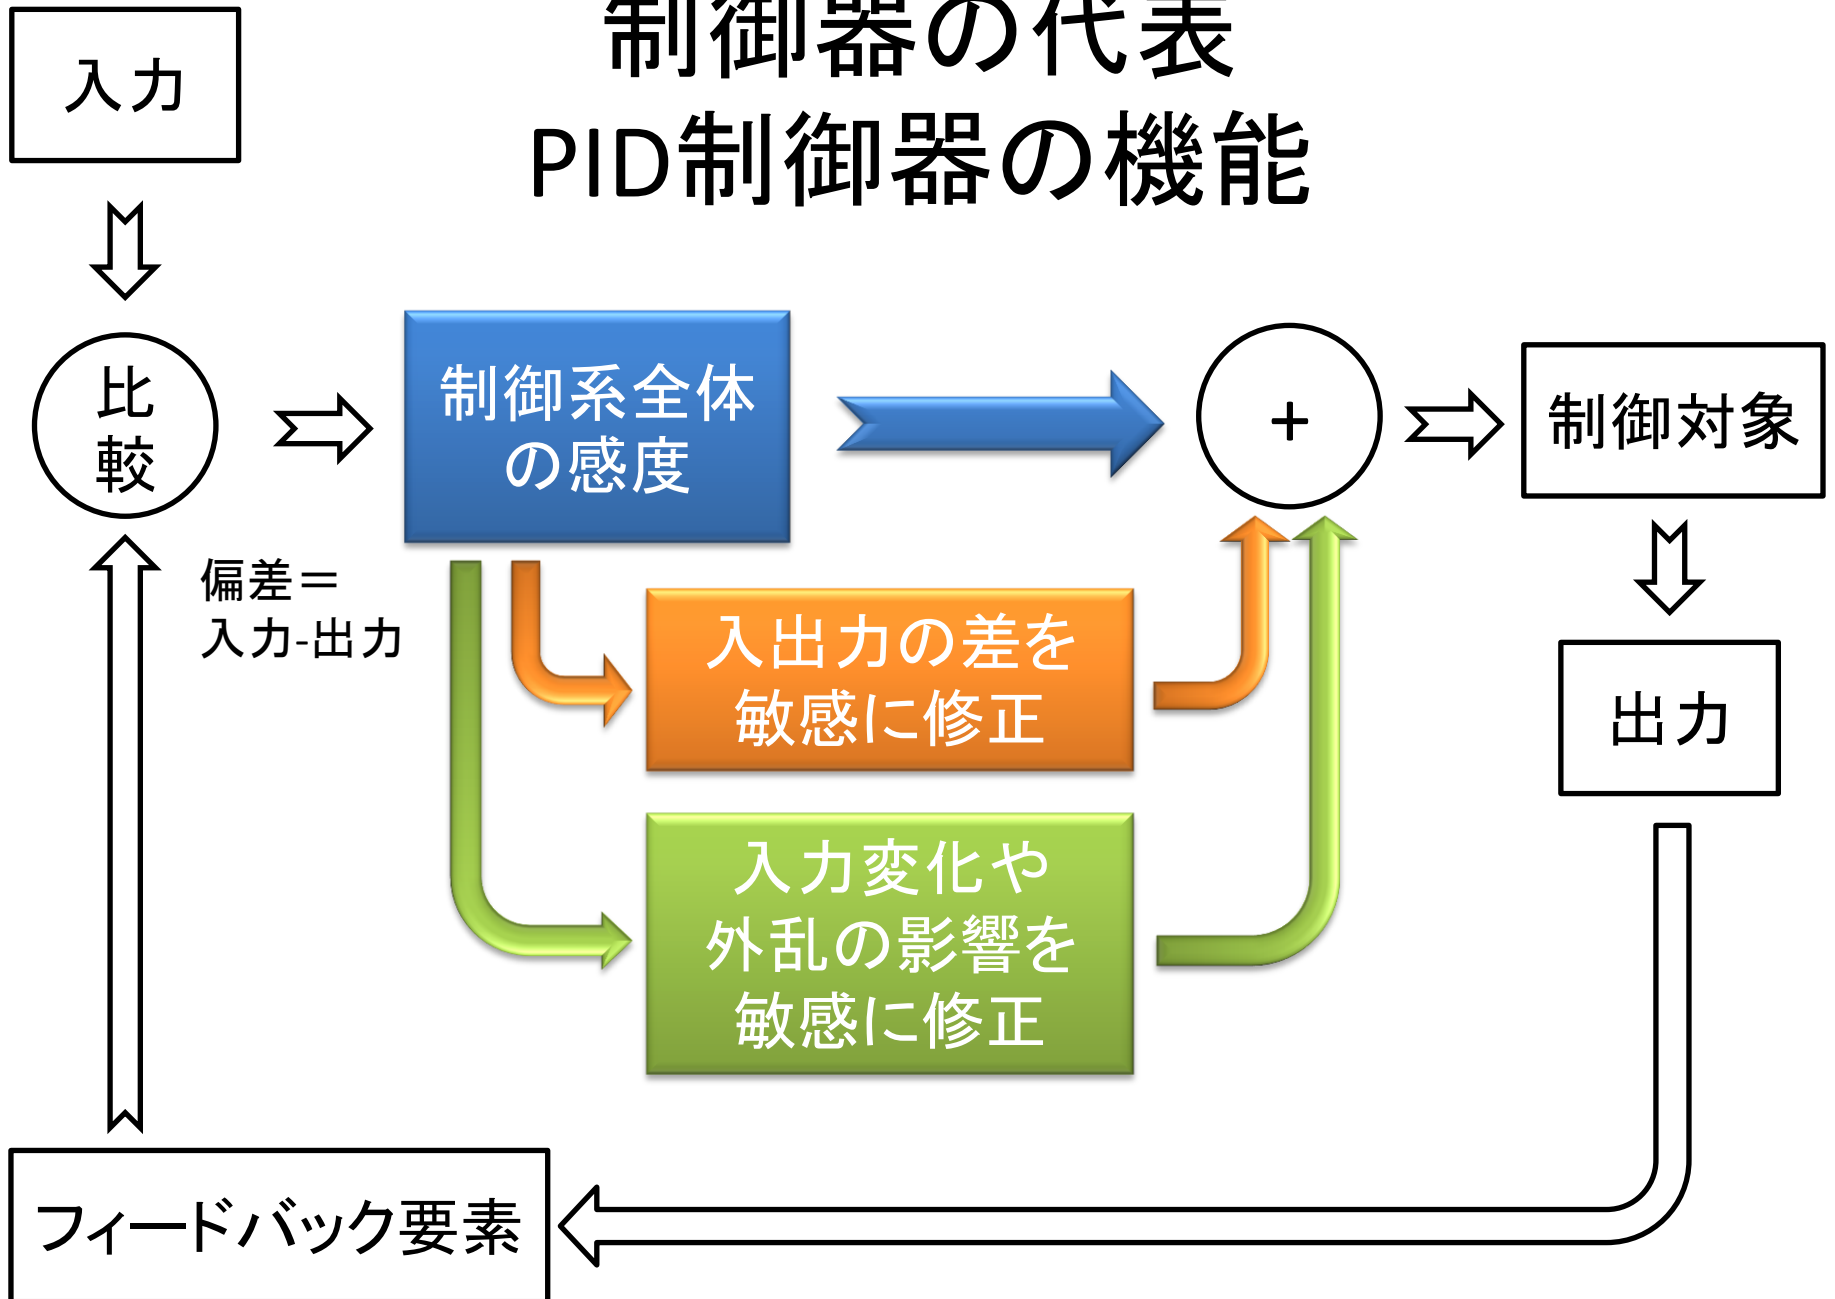 制御器の代表
PID制御器の機能
入力
比
較
偏差＝
入力-出力
制御系全体
の感度
入出力の差を
敏感に修正
入力変化や
外乱の影響を
敏感に修正
+
制御対象
出力
フィードバック要素